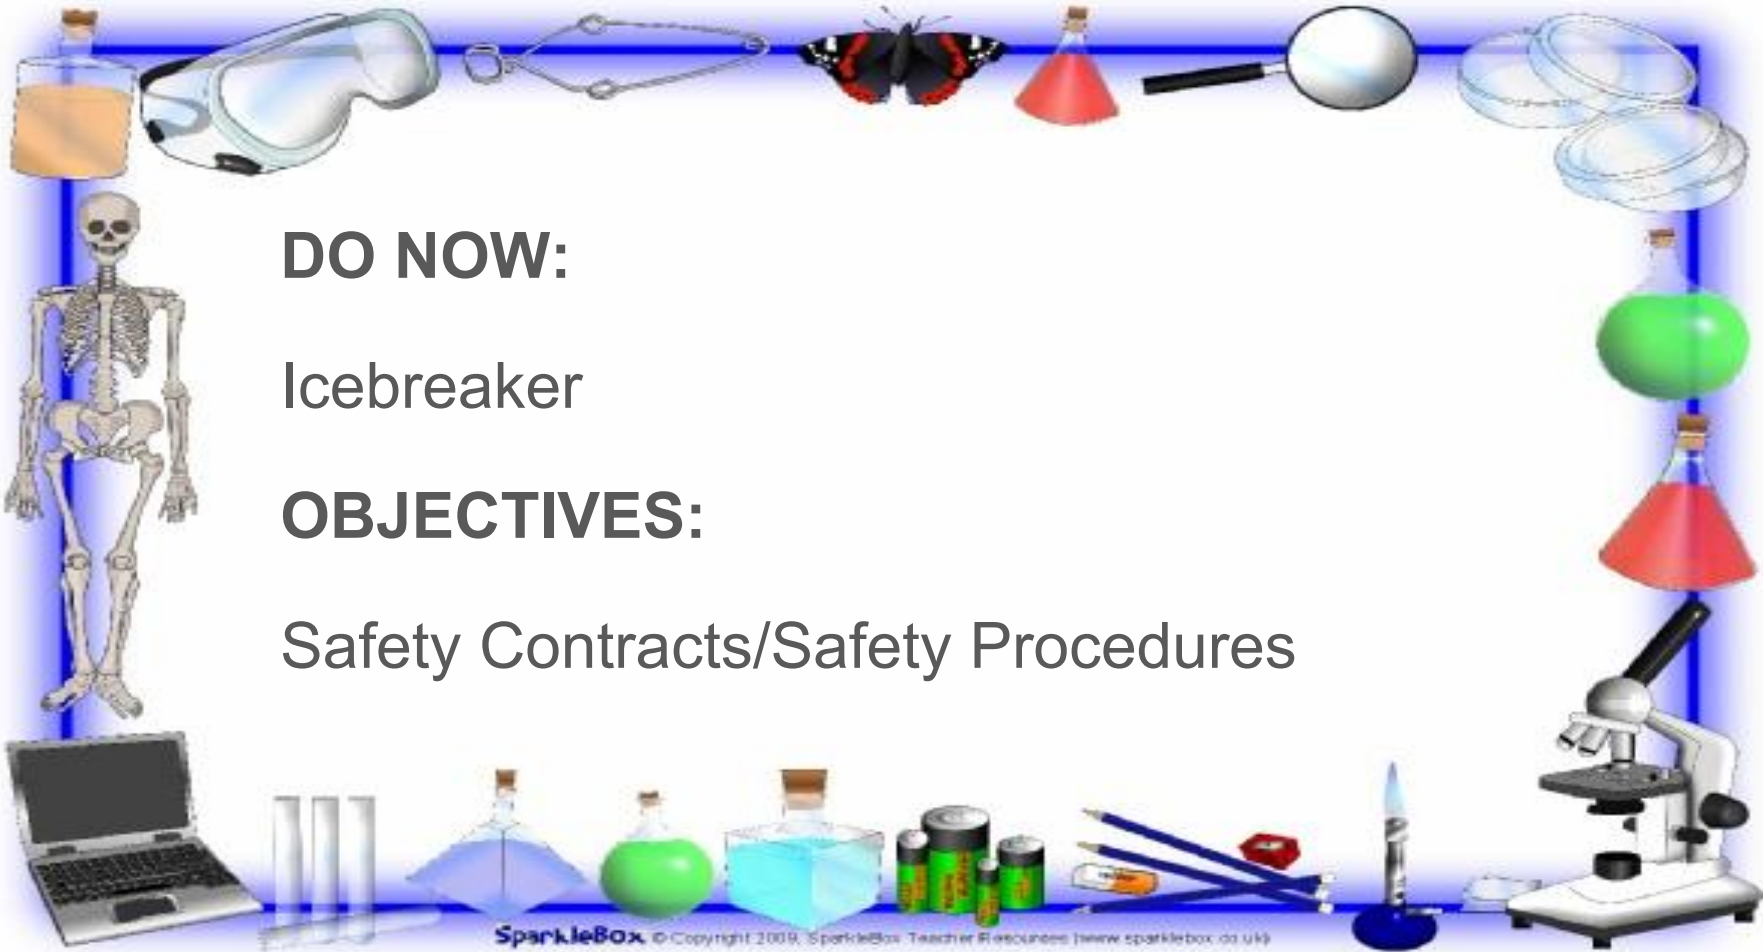 DO NOW:
Icebreaker
OBJECTIVES:
Safety Contracts/Safety Procedures
SparkleBox © Copyright 2009, SparkleBox Teacher Resources (www.sparklebox.co.uk)